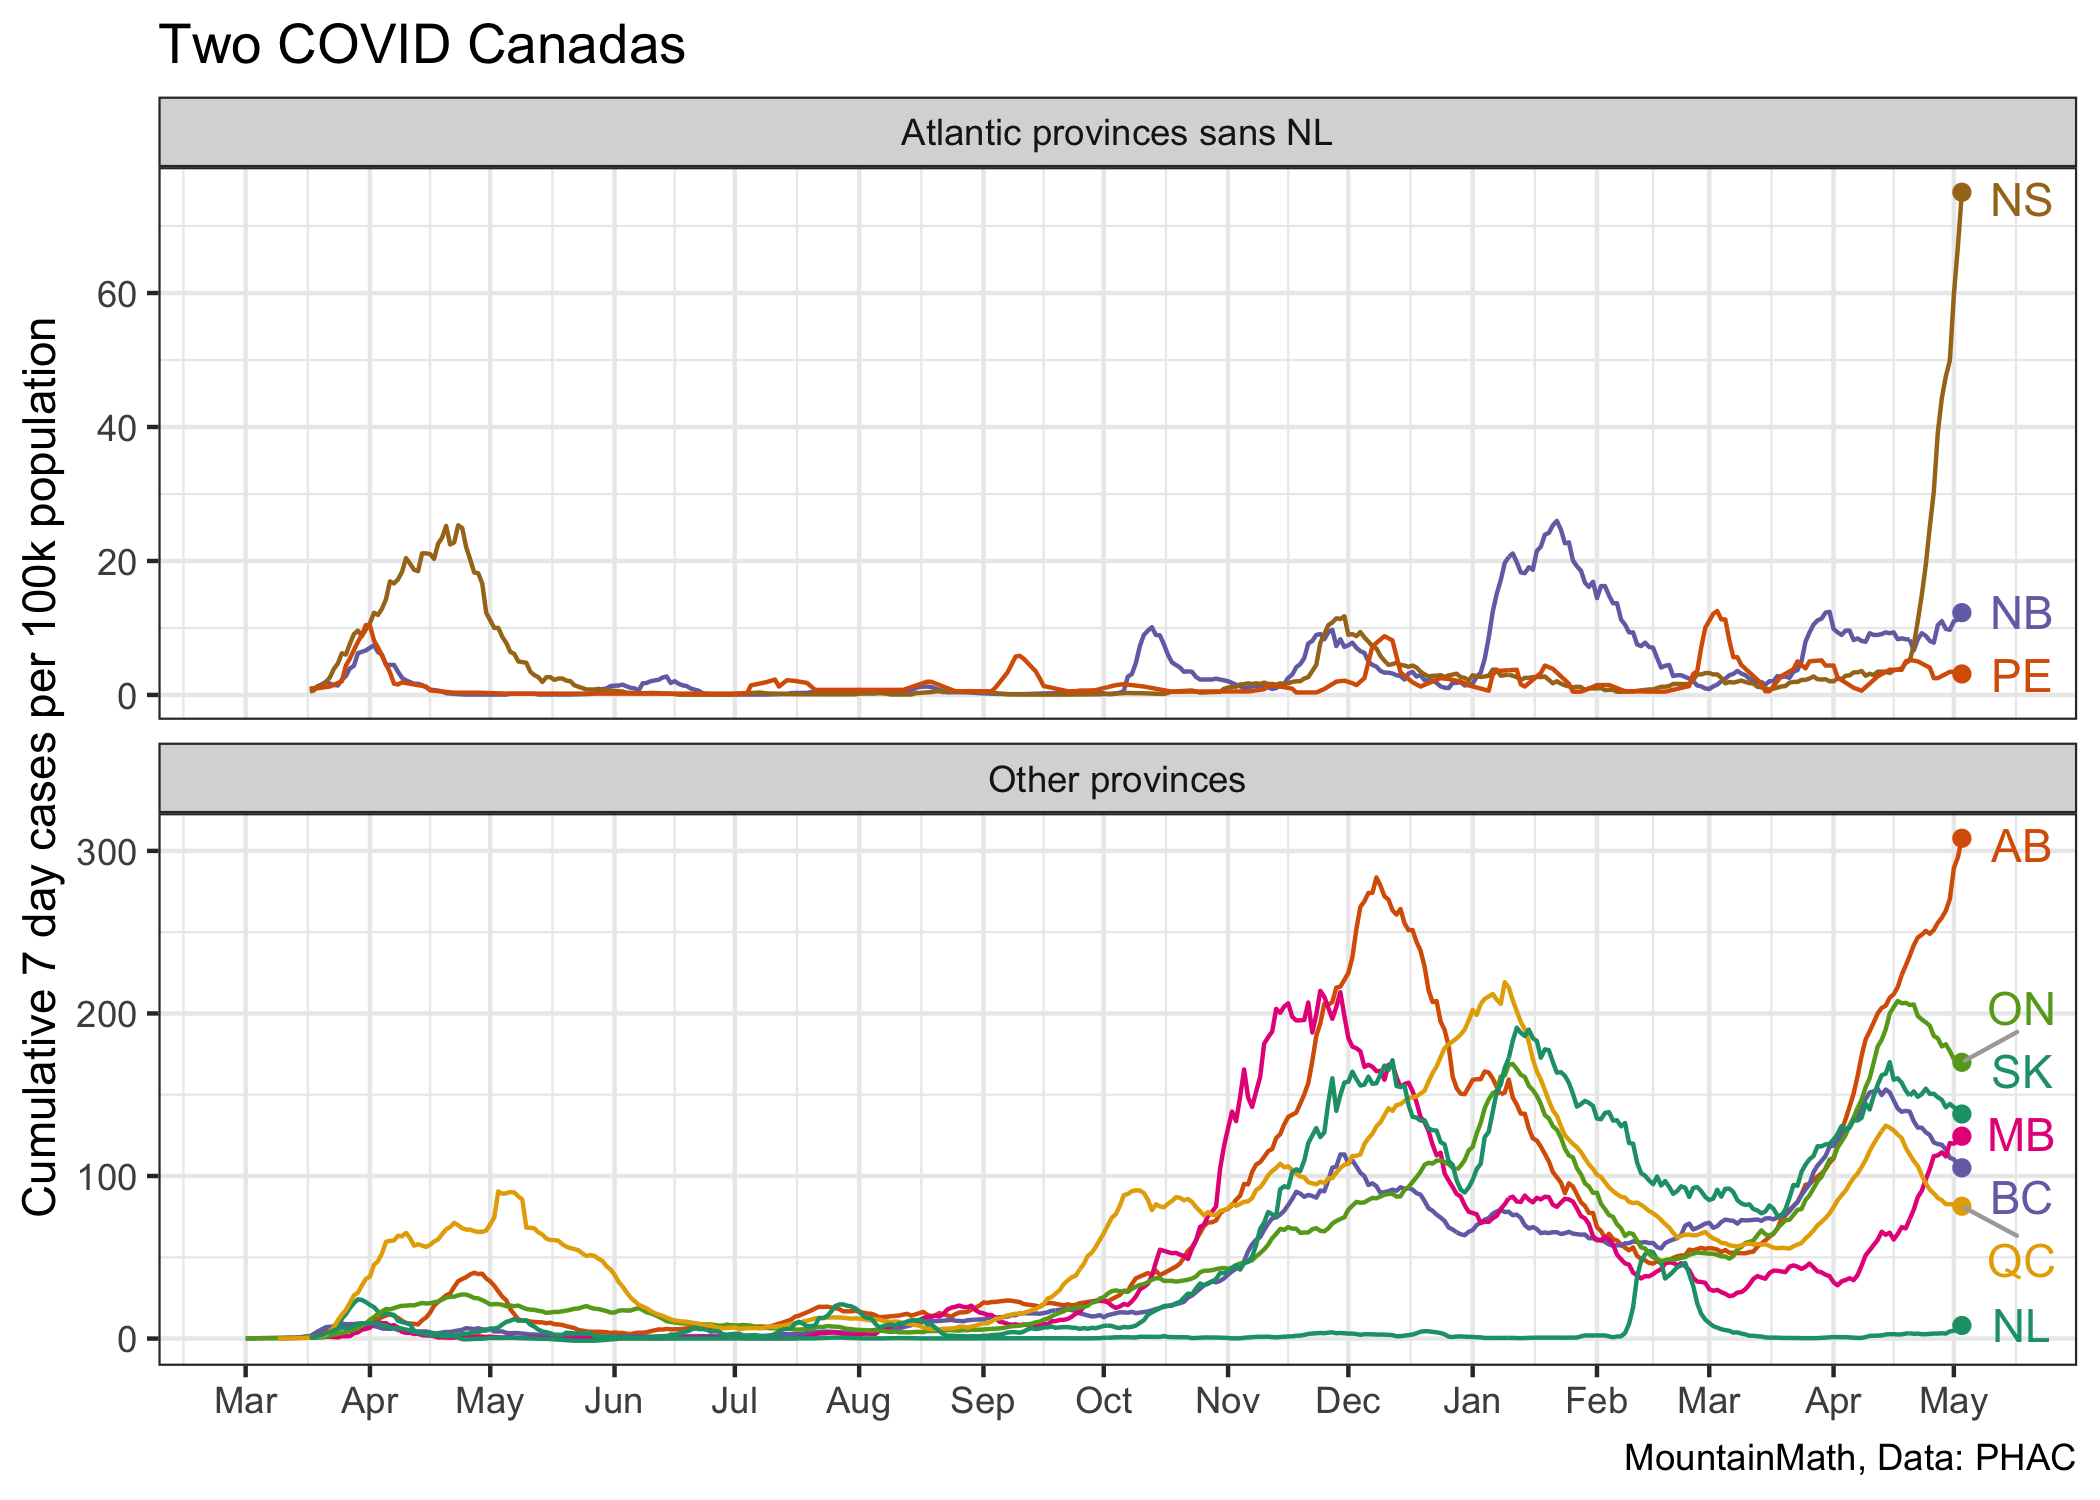 Two COVID Canadas
Atlantic provinces sans NL
Cumulative 7 day cases per 100k population
60
40
20
0
NS
NB
PE
Other provinces
300
200
100
0
AB
ON
SK
MB
BC
QC
NL
Mar Apr May Jun Jul Aug Sep Oct Nov Dec Jan Feb Mar Apr May
MountainMath, Data: PHAC